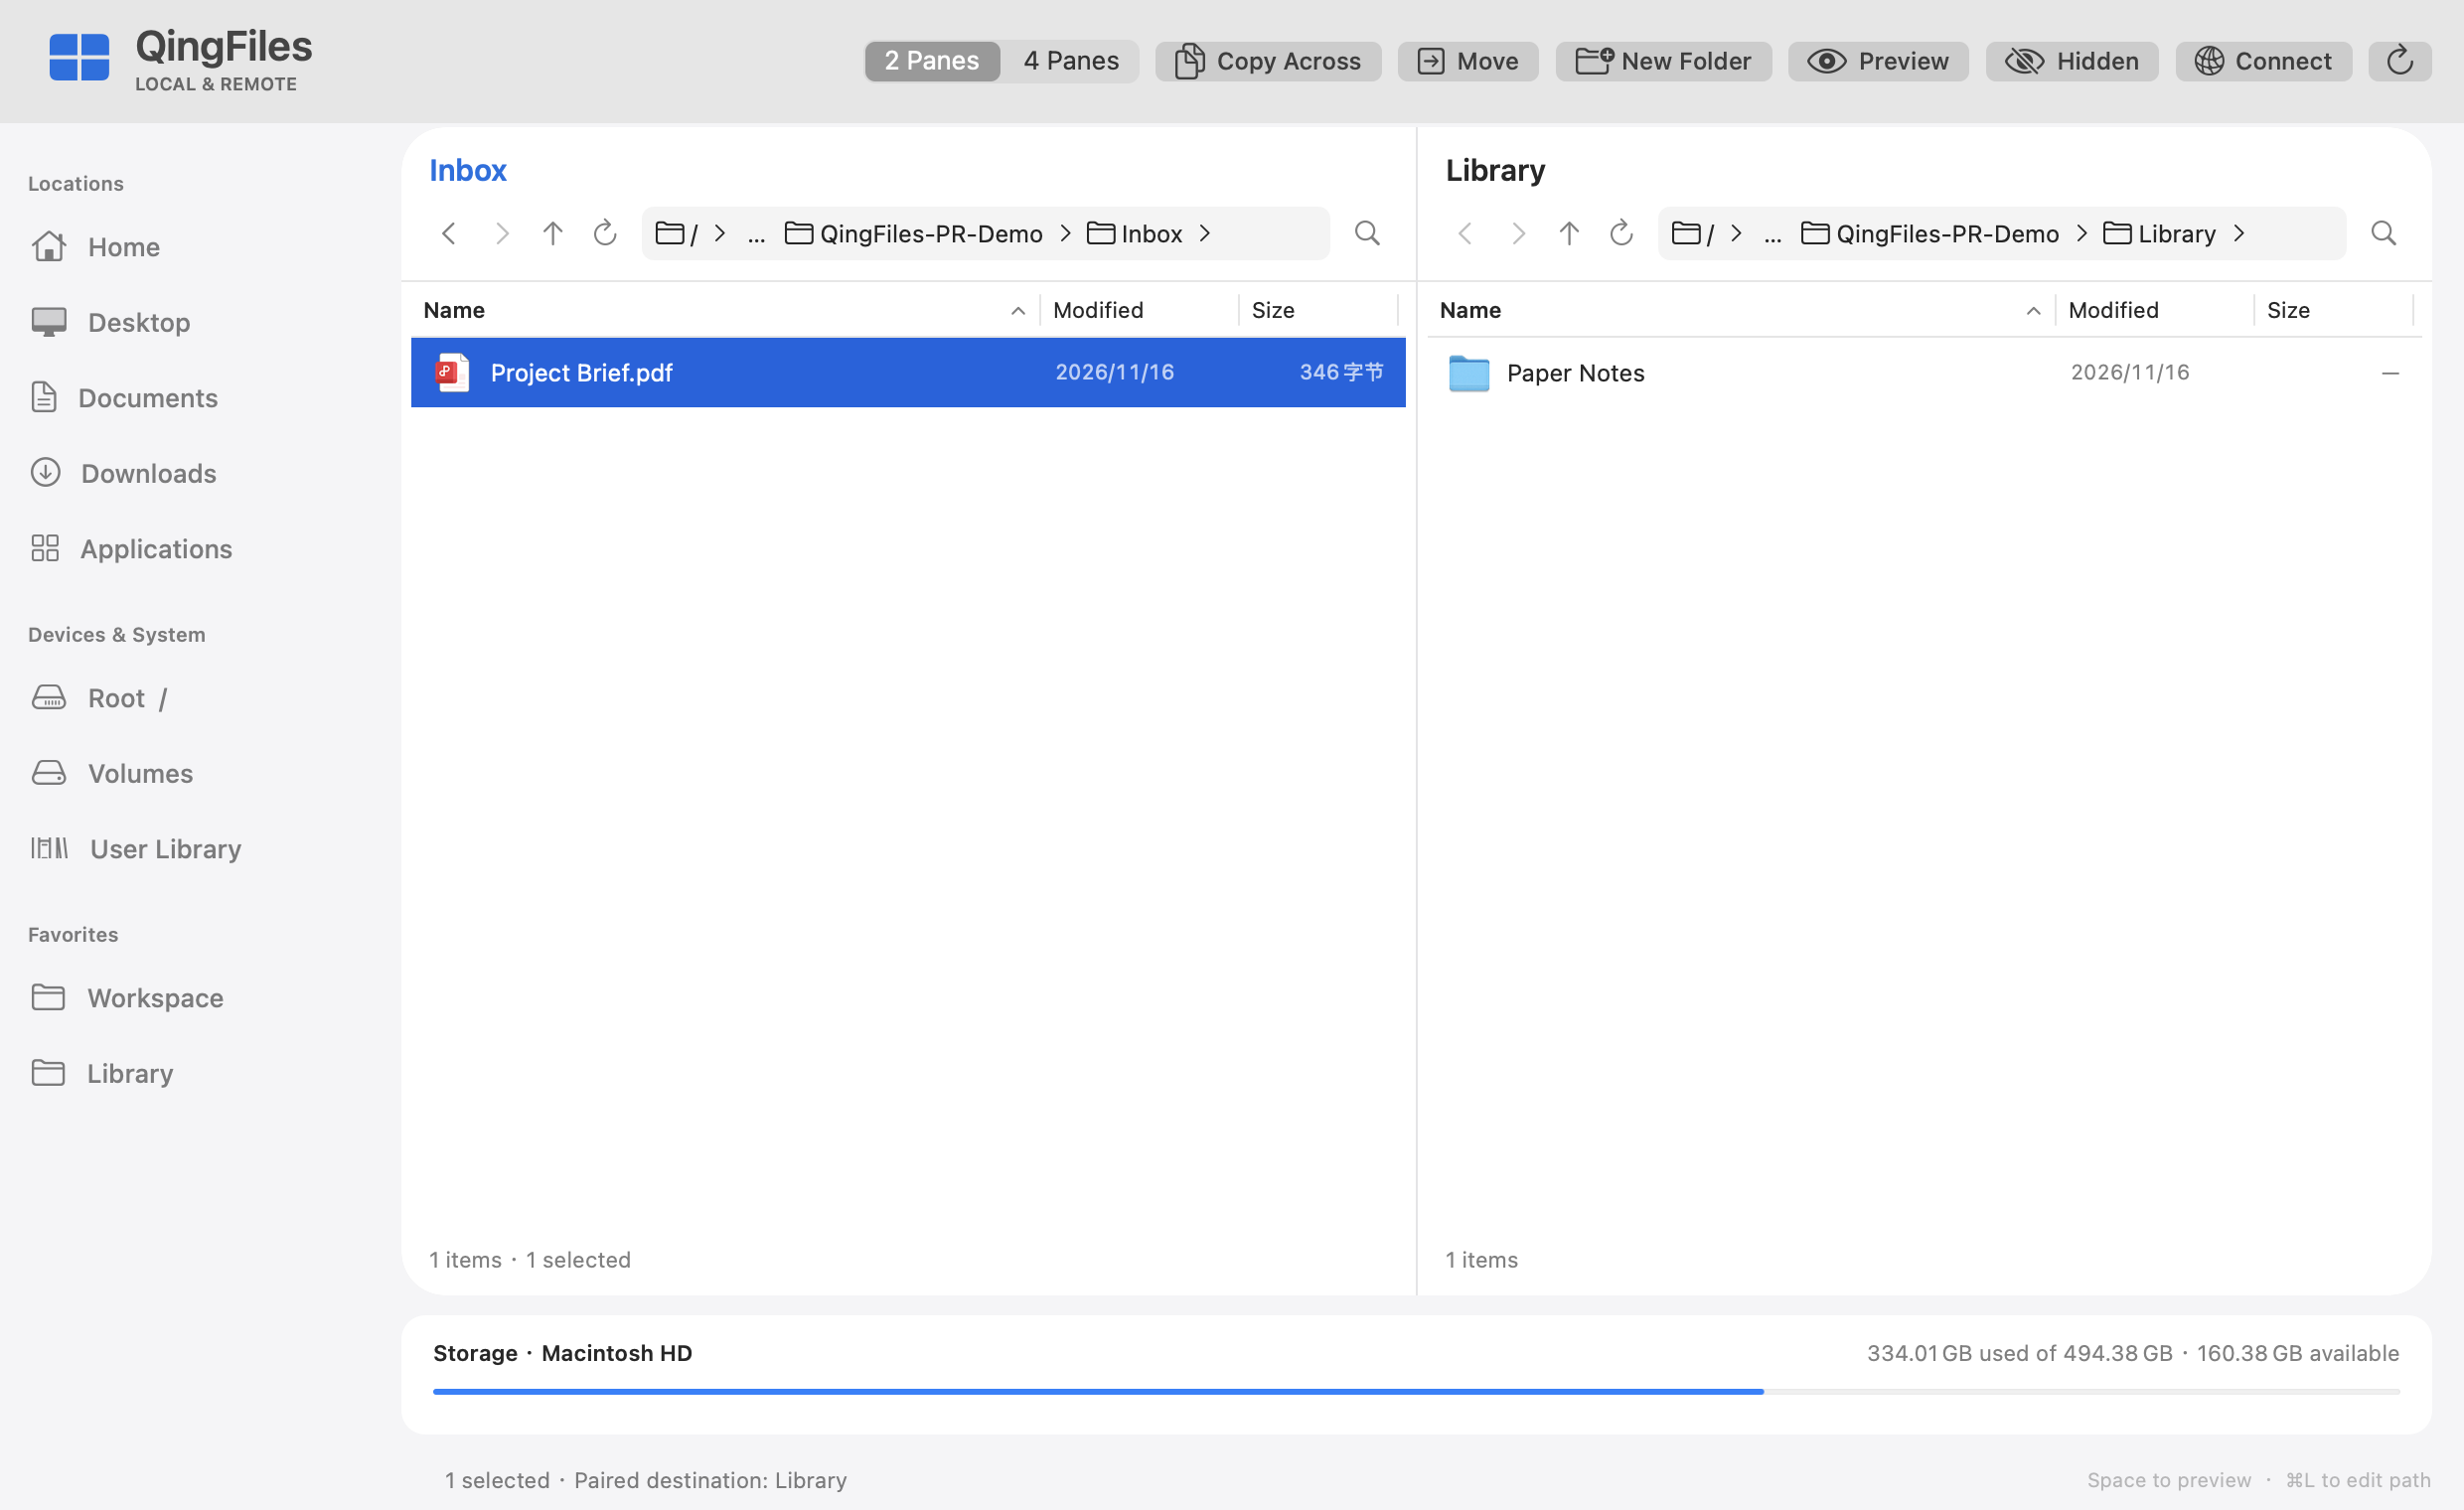 QingFiles
LOCAL & REMOTE
2 Panes 4 Panes Copy Across Move New Folder Preview Hidden Connect
Locations
Home
Desktop
Documents
Downloads
Applications
Devices & System
Root /
Volumes
User Library
Favorites
Workspace
Library
Inbox
/ > ... QingFiles-PR-Demo > Inbox >
Name Modified Size
Project Brief.pdf 2026/11/16 346 字节
1 items · 1 selected
Library
/ > ... QingFiles-PR-Demo > Library >
Name Modified Size
Paper Notes 2026/11/16 —
1 items
Storage · Macintosh HD 334.01 GB used of 494.38 GB · 160.38 GB available
1 selected · Paired destination: Library
Space to preview · ⌘L to edit path